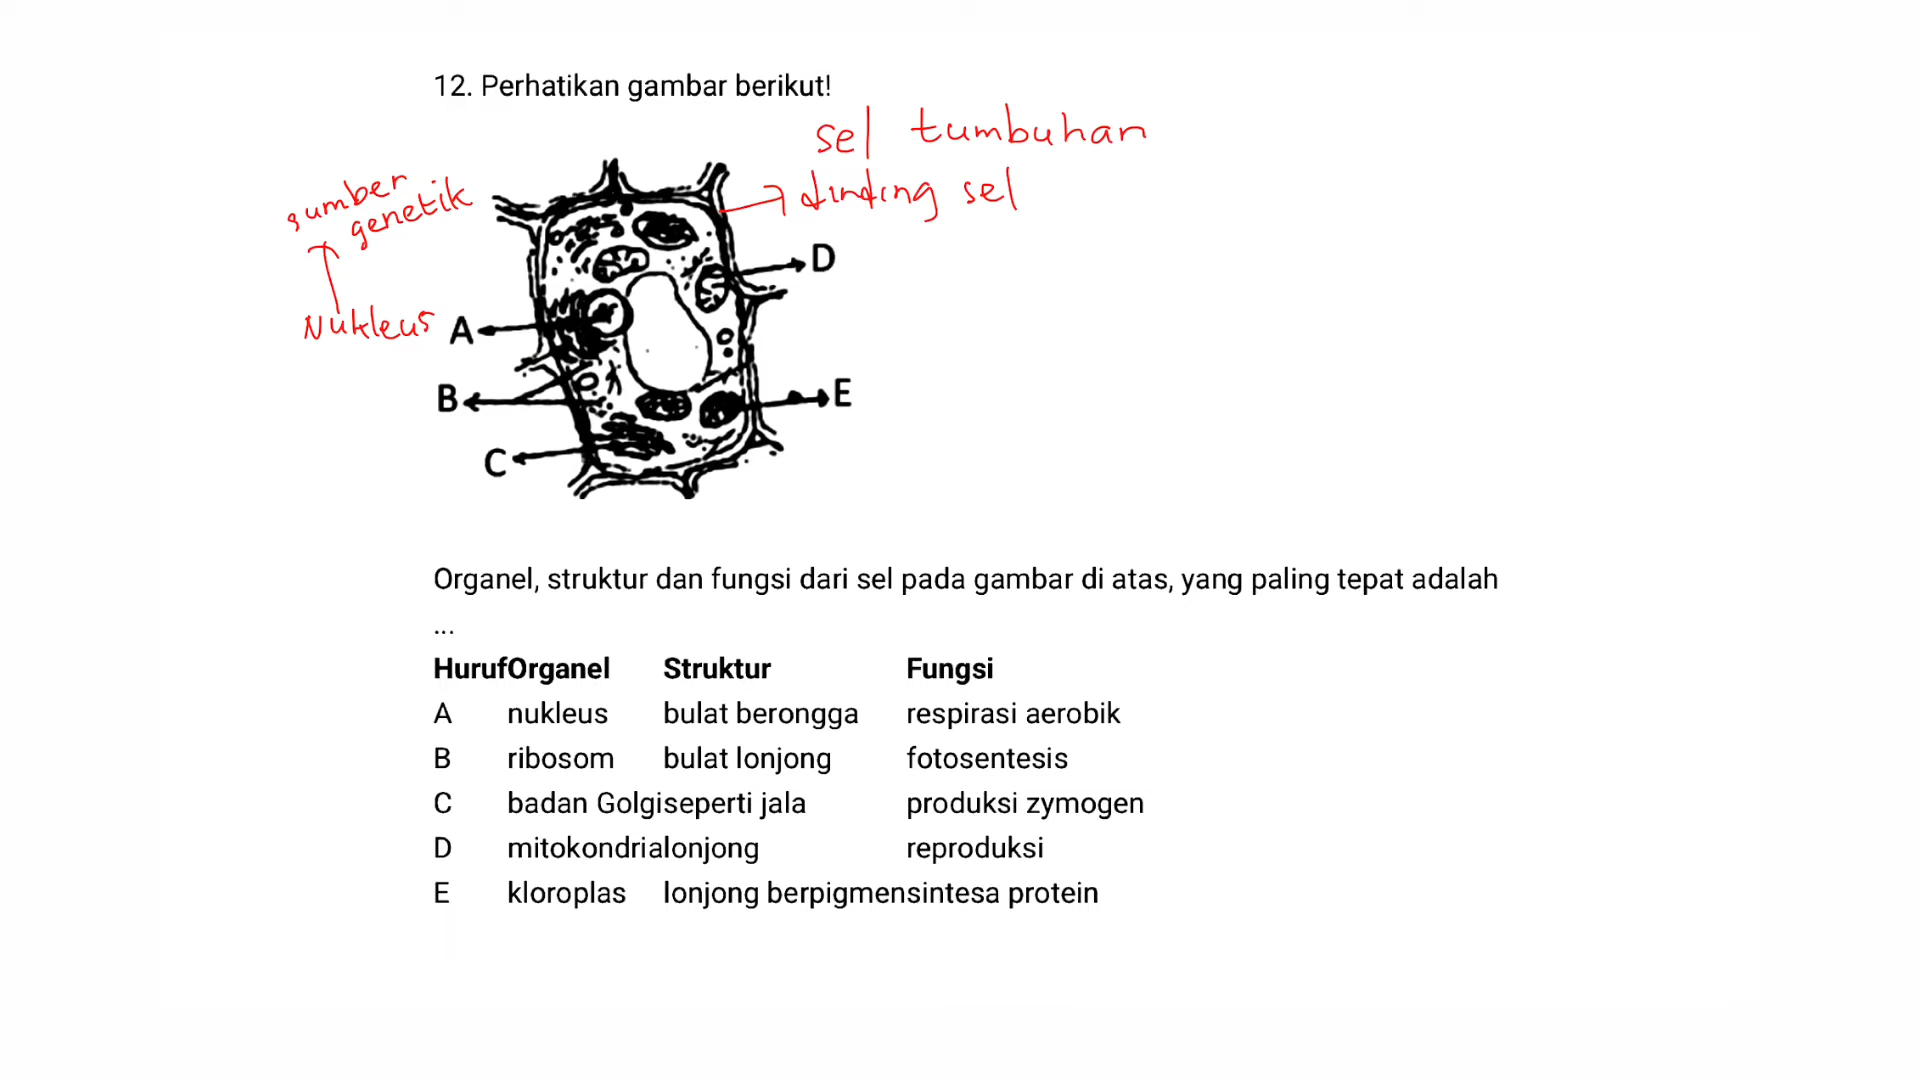 12. Perhatikan gambar berikut!
sel tumbuhan
dinding sel
sumber
genetik
Nukleus
A
B
C
D
E
Organel, struktur dan fungsi dari sel pada gambar di atas, yang paling tepat adalah
...
HurufOrganel Struktur Fungsi
A nukleus bulat berongga respirasi aerobik
B ribosom bulat lonjong fotosentesis
C badan Golgiseperti jala produksi zymogen
D mitokondrialonjong reproduksi
E kloroplas lonjong berpigmensintesa protein